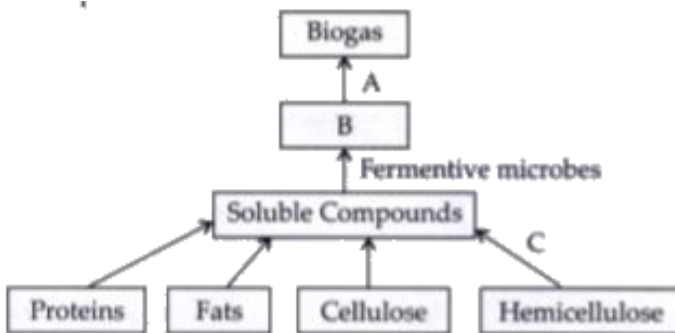 Biogas
A
B
Fermentive microbes
Soluble Compounds
C
Proteins Fats Cellulose Hemicellulose